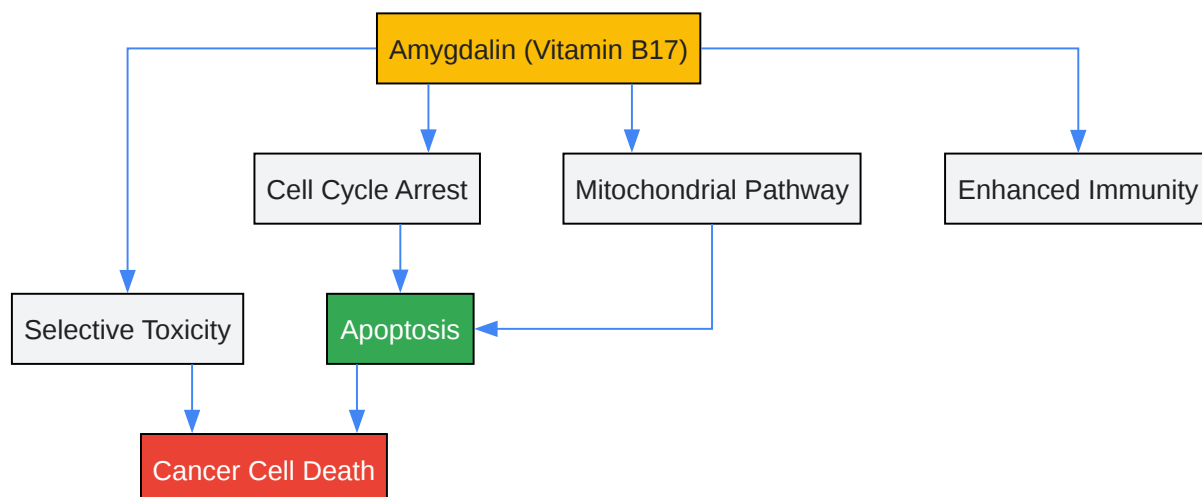 Amygdalin (Vitamin B17)
Cell Cycle Arrest
Mitochondrial Pathway
Enhanced Immunity
Selective Toxicity
Apoptosis
Cancer Cell Death